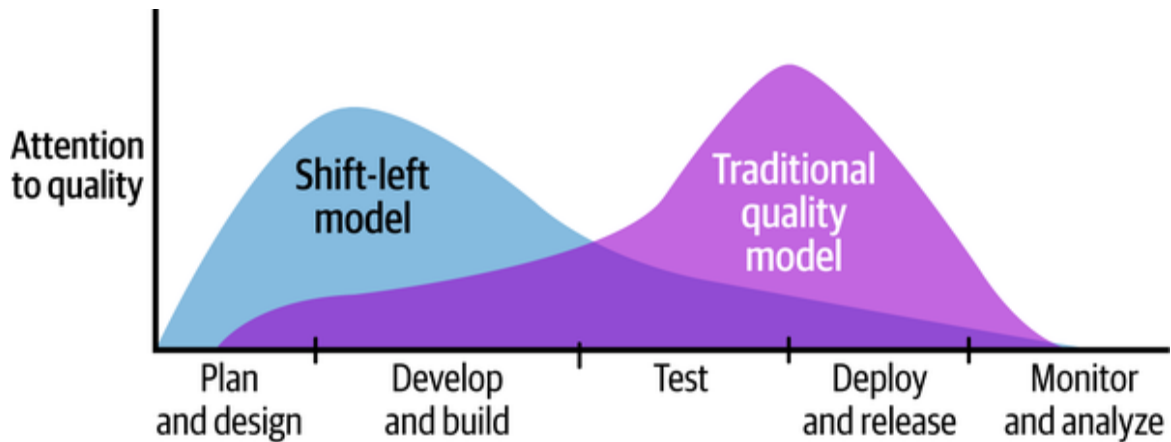 Attention
to quality
Shift-left
model
Traditional
quality
model
Plan
and design
Develop
and build
Test
Deploy
and release
Monitor
and analyze